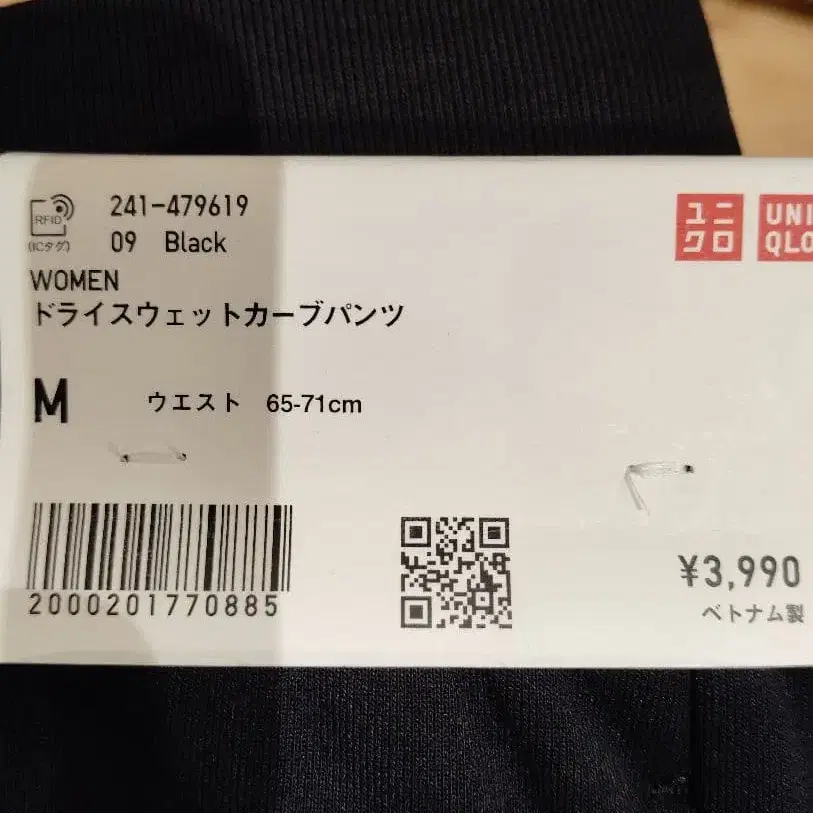 RFID
(ICタグ)
241-479619
09 Black
WOMEN
ドライスウェットカーブパンツ
M ウエスト 65-71cm
2000201770885
ユニ
クロ
UNI
QLO
¥3,990
ベトナム製